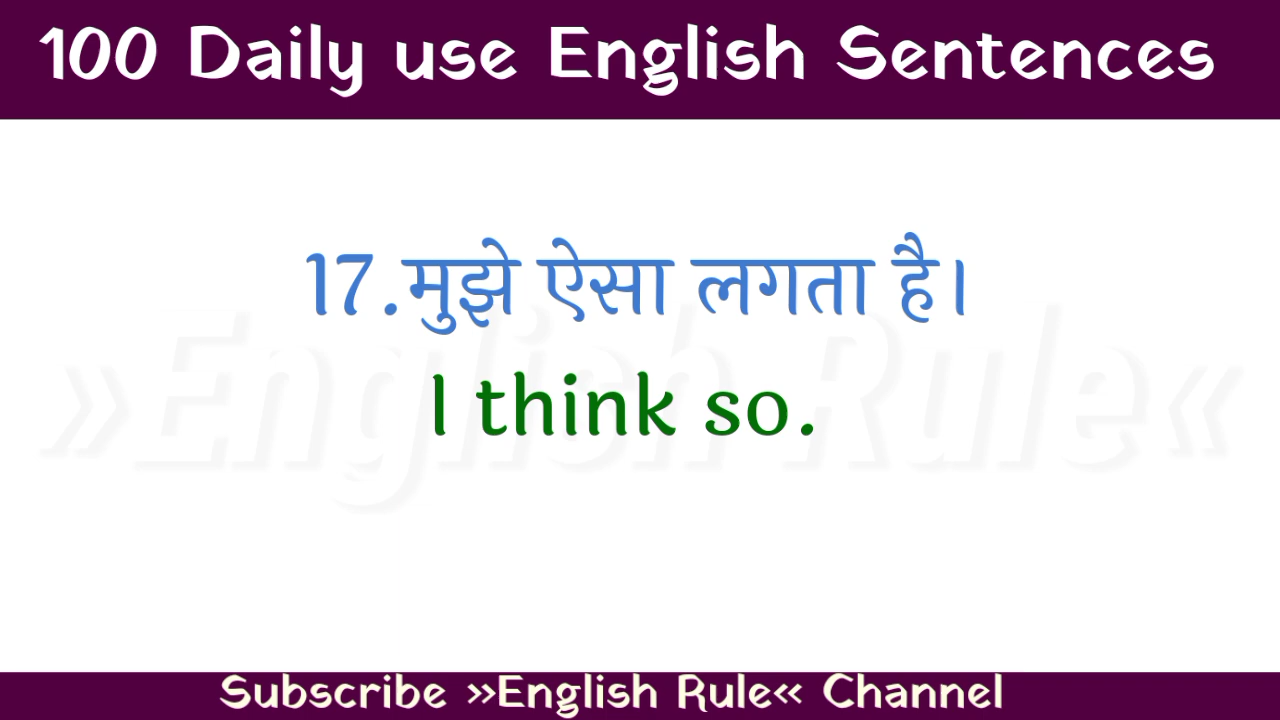 100 Daily use English Sentences
17.मुझे ऐसा लगता है।
I think so.
»English Rule«
Subscribe »English Rule« Channel